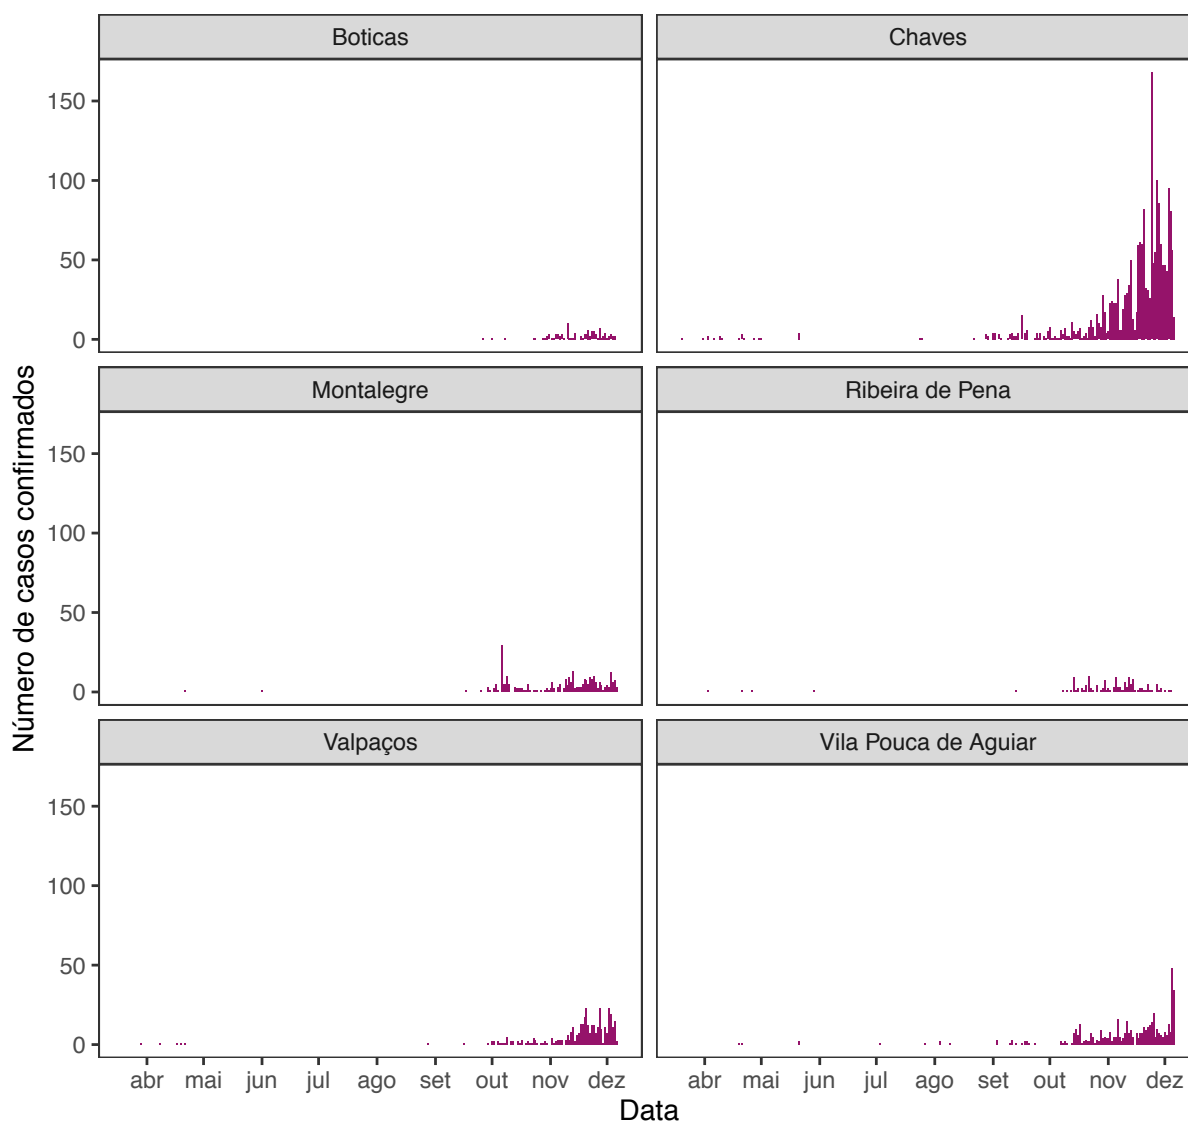 Boticas
Chaves
150
100
50
0
Montalegre
Ribeira de Pena
150
100
50
0
Valpaços
Vila Pouca de Aguiar
150
100
50
0
abr mai jun jul ago set out nov dez
abr mai jun jul ago set out nov dez
Data
Número de casos confirmados